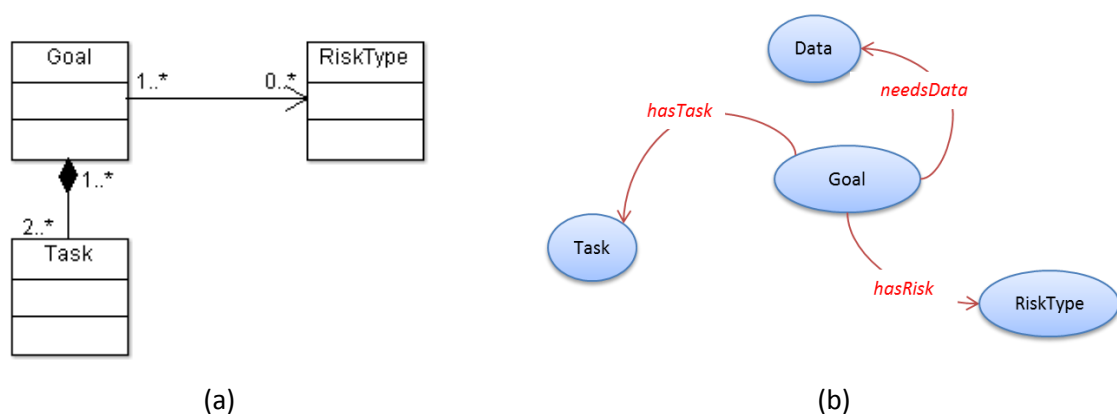 Goal
RiskType
1..*
0..*
1..*
2..*
Task
(a)
Data
needsData
hasTask
Goal
Task
hasRisk
RiskType
(b)